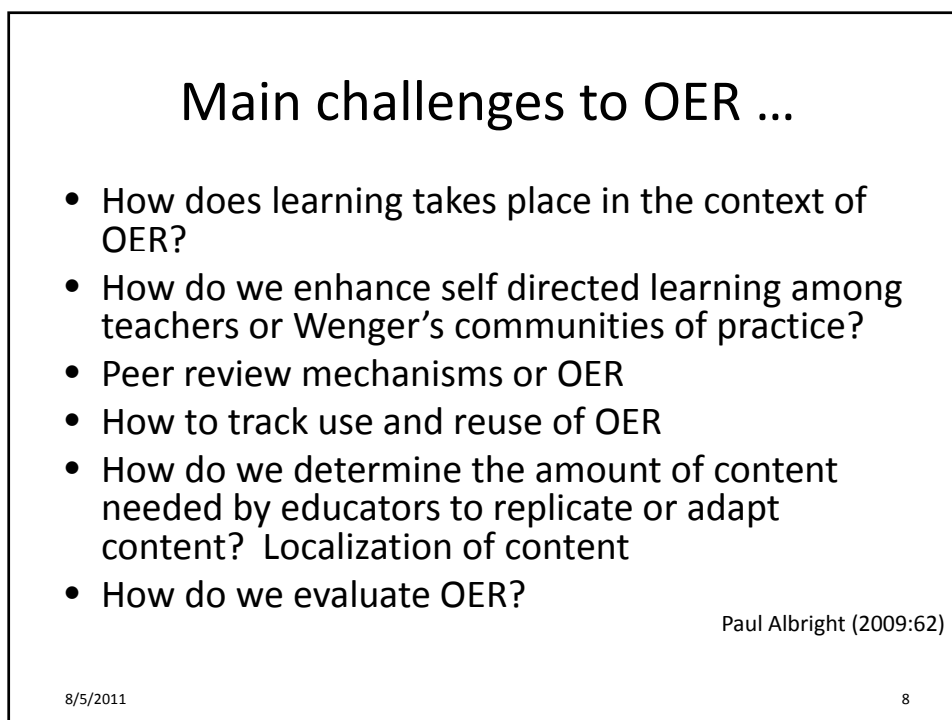 Main challenges to OER …
• How does learning takes place in the context of
OER?
• How do we enhance self directed learning among
teachers or Wenger’s communities of practice?
• Peer review mechanisms or OER
• How to track use and reuse of OER
• How do we determine the amount of content
needed by educators to replicate or adapt
content?  Localization of content
• How do we evaluate OER?
Paul Albright (2009:62)
8/5/2011
8